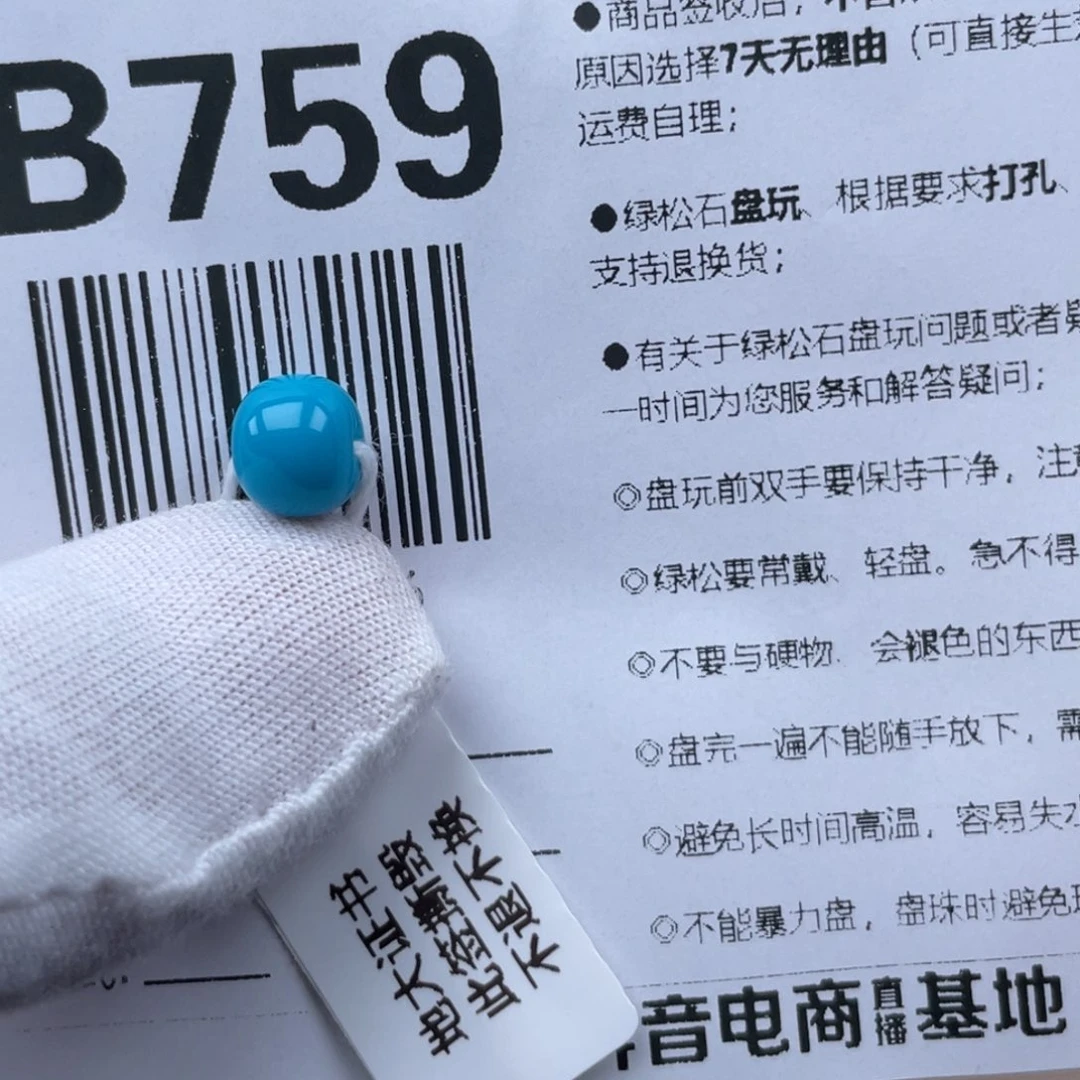 B759
●商品签收后，
原因选择7天无理由（可直接生
运费自理；
●绿松石盘玩、根据要求打孔、
支持退换货；
●有关于绿松石盘玩问题或者疑
一时间为您服务和解答疑问；
◎盘玩前双手要保持干净，注意
◎绿松要常戴、轻盘。急不得
◎不要与硬物、会褪色的东西
◎盘完一遍不能随手放下，需
◎避免长时间高温，容易失水
◎不能暴力盘，盘珠时避免
音电商直播基地
地大证书
此签撕毁
不退不换